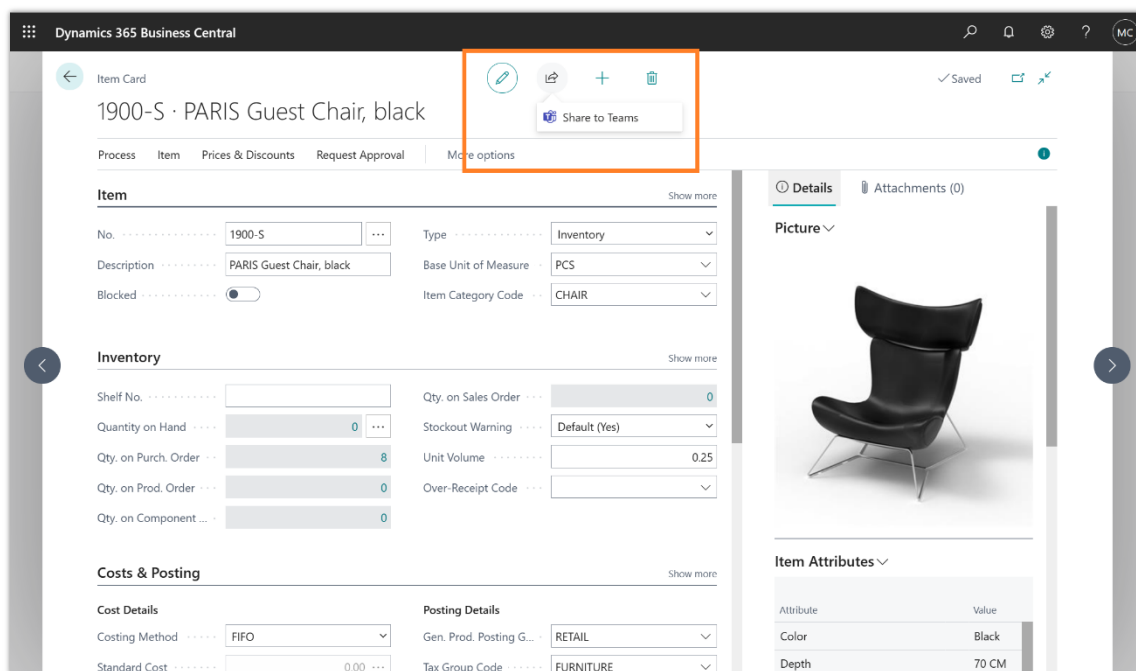 Dynamics 365 Business Central
MC
Item Card
Saved
1900-S · PARIS Guest Chair, black
Share to Teams
Process Item Prices & Discounts Request Approval More options
Item Show more
No. 1900-S
Type Inventory
Description PARIS Guest Chair, black
Base Unit of Measure PCS
Blocked
Item Category Code CHAIR
Inventory Show more
Shelf No.
Qty. on Sales Order 0
Quantity on Hand 0
Stockout Warning Default (Yes)
Qty. on Purch. Order 8
Unit Volume 0.25
Qty. on Prod. Order 0
Over-Receipt Code
Qty. on Component ... 0
Costs & Posting Show more
Cost Details
Posting Details
Costing Method FIFO
Gen. Prod. Posting G... RETAIL
Standard Cost 0.00
Tax Group Code FURNITURE
Details Attachments (0)
Picture
Item Attributes
Attribute Value
Color Black
Depth 70 CM